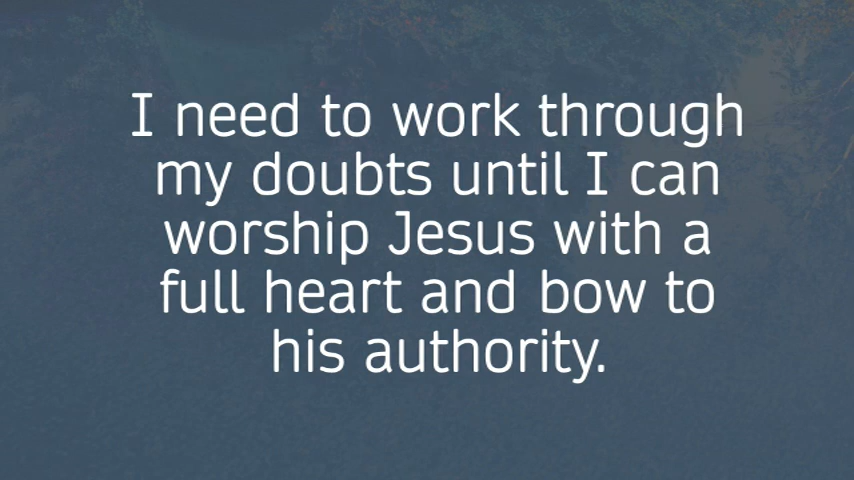 I need to work through
my doubts until I can
worship Jesus with a
full heart and bow to
his authority.